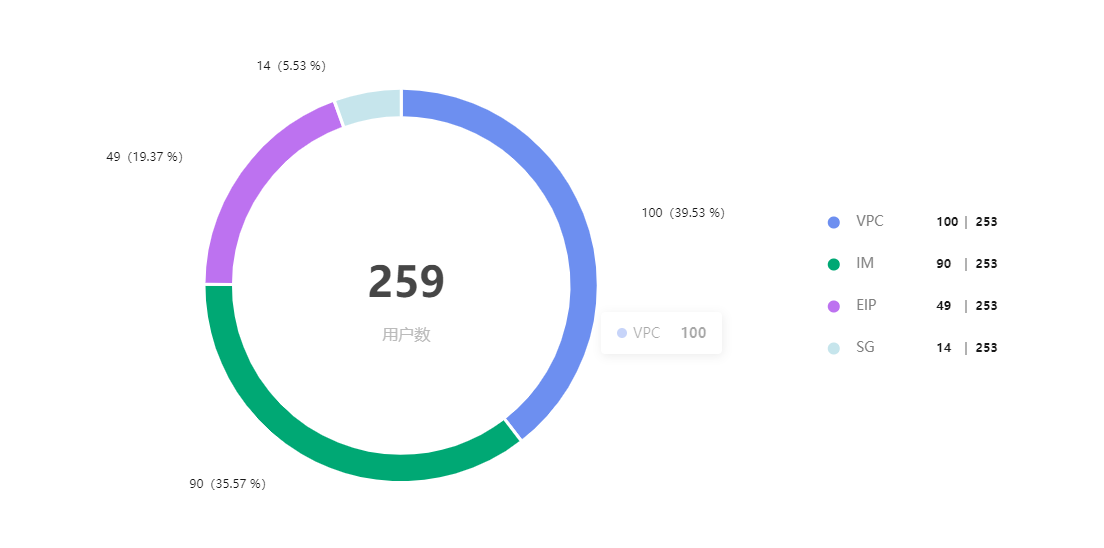 14 (5.53 %)
49 (19.37 %)
100 (39.53 %)
259
用户数
VPC 100
90 (35.57 %)
VPC 100 | 253
IM 90 | 253
EIP 49 | 253
SG 14 | 253